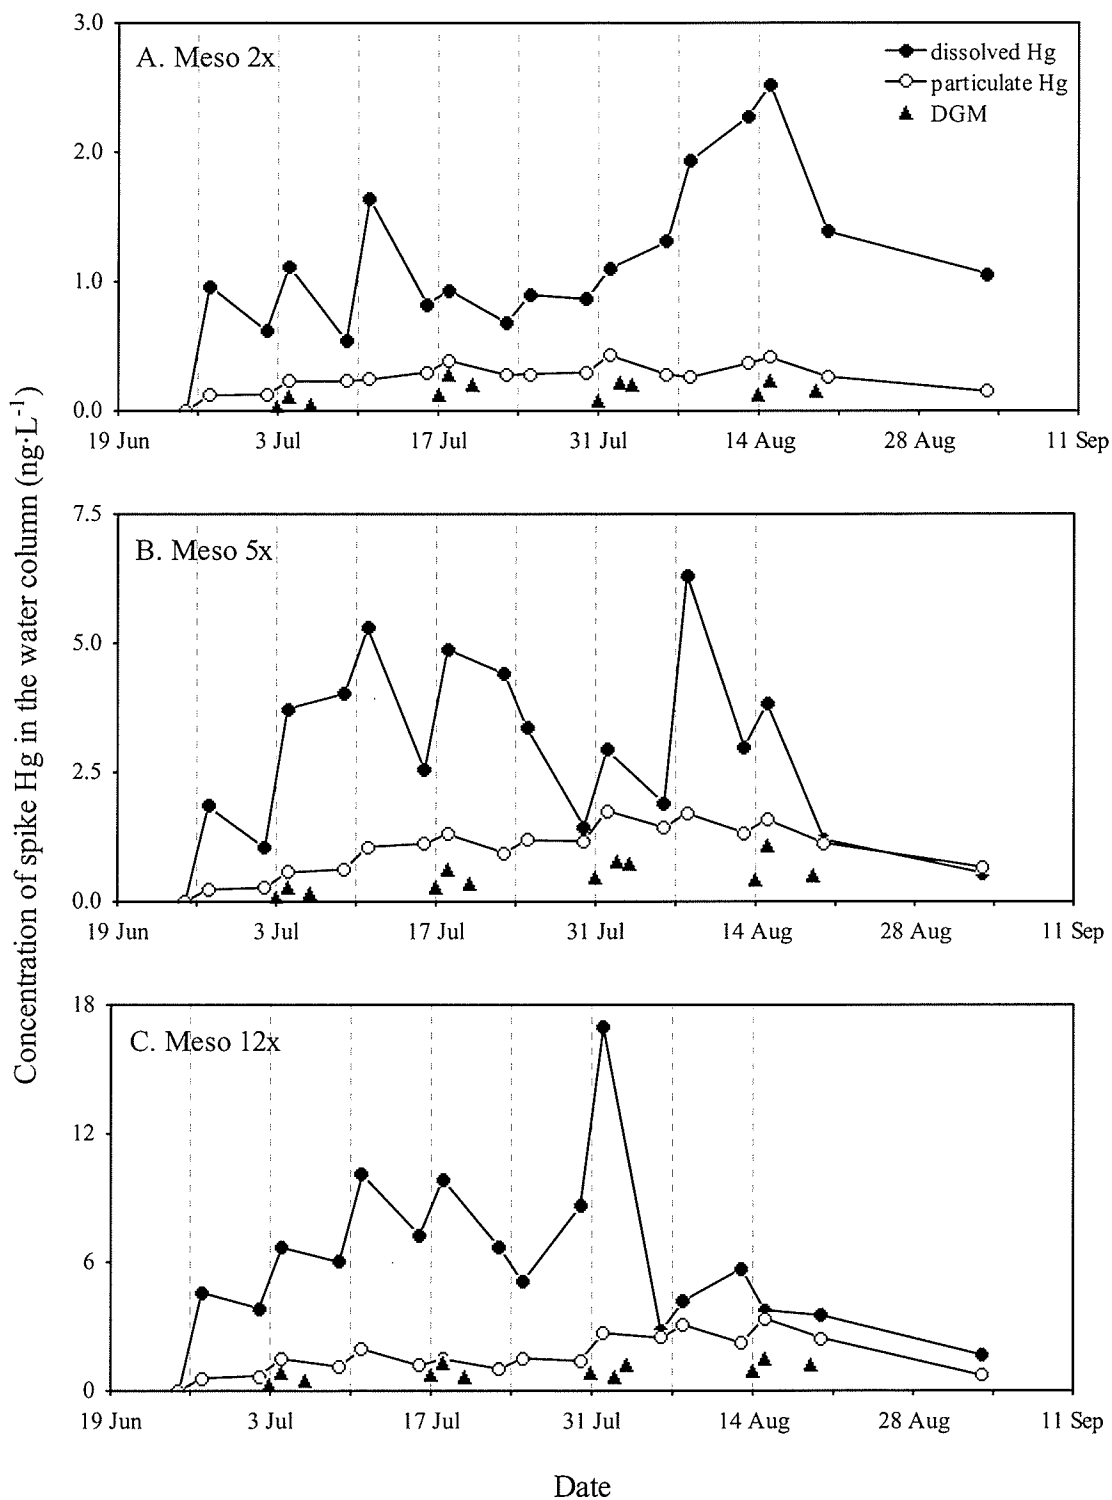 Concentration of spike Hg in the water column (ng·L⁻¹)
3.0
A. Meso 2x
dissolved Hg
particulate Hg
DGM
2.0
1.0
0.0
19 Jun 3 Jul 17 Jul 31 Jul 14 Aug 28 Aug 11 Sep
7.5
B. Meso 5x
5.0
2.5
0.0
19 Jun 3 Jul 17 Jul 31 Jul 14 Aug 28 Aug 11 Sep
18
C. Meso 12x
12
6
0
19 Jun 3 Jul 17 Jul 31 Jul 14 Aug 28 Aug 11 Sep
Date